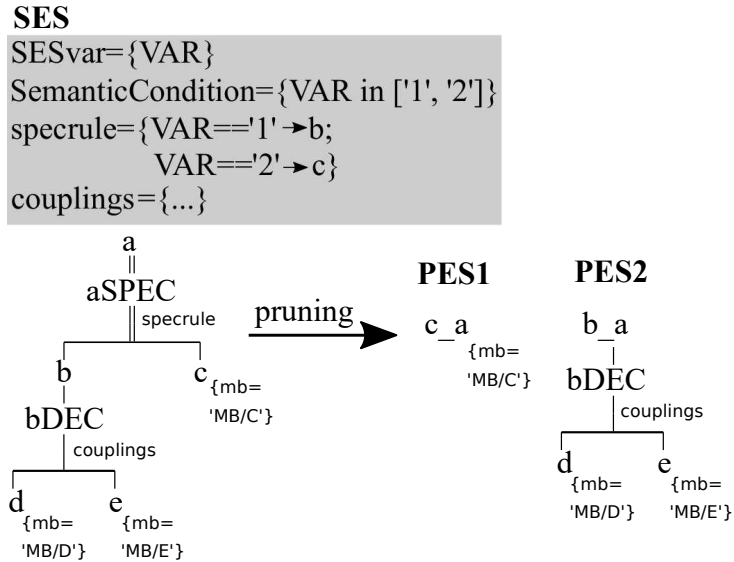 SES
SESvar={VAR}
SemanticCondition={VAR in ['1', '2']}
specrule={VAR=='1'→b;
VAR=='2'→c}
couplings={...}
a
aSPEC
specrule
b
c
{mb=
'MB/C'}
bDEC
couplings
d
{mb=
'MB/D'}
e
{mb=
'MB/E'}
pruning
PES1
c_a
{mb=
'MB/C'}
PES2
b_a
bDEC
couplings
d
{mb=
'MB/D'}
e
{mb=
'MB/E'}